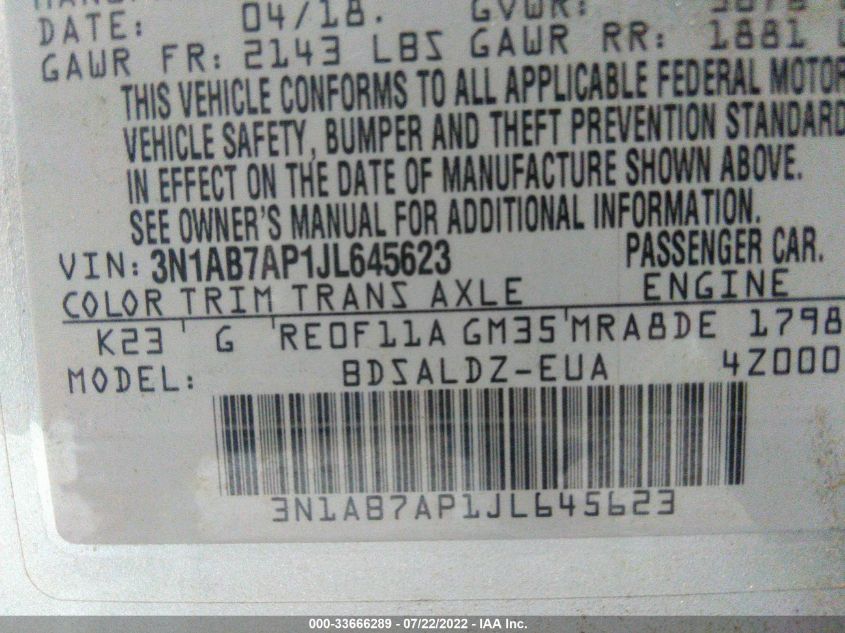 DATE: 04/18. GVWR:
GAWR FR: 2143 LBS GAWR RR: 1881
THIS VEHICLE CONFORMS TO ALL APPLICABLE FEDERAL MOTOR
VEHICLE SAFETY, BUMPER AND THEFT PREVENTION STANDARD
IN EFFECT ON THE DATE OF MANUFACTURE SHOWN ABOVE.
SEE OWNER'S MANUAL FOR ADDITIONAL INFORMATION.
VIN: 3N1AB7AP1JL645623 PASSENGER CAR.
COLOR TRIM TRANS AXLE ENGINE
K23 G RE0F11A GM35 MRA8DE 1798
MODEL: BDSALDZ-EUA 4Z000
3N1AB7AP1JL645623
000-33666289 - 07/22/2022 - IAA Inc.